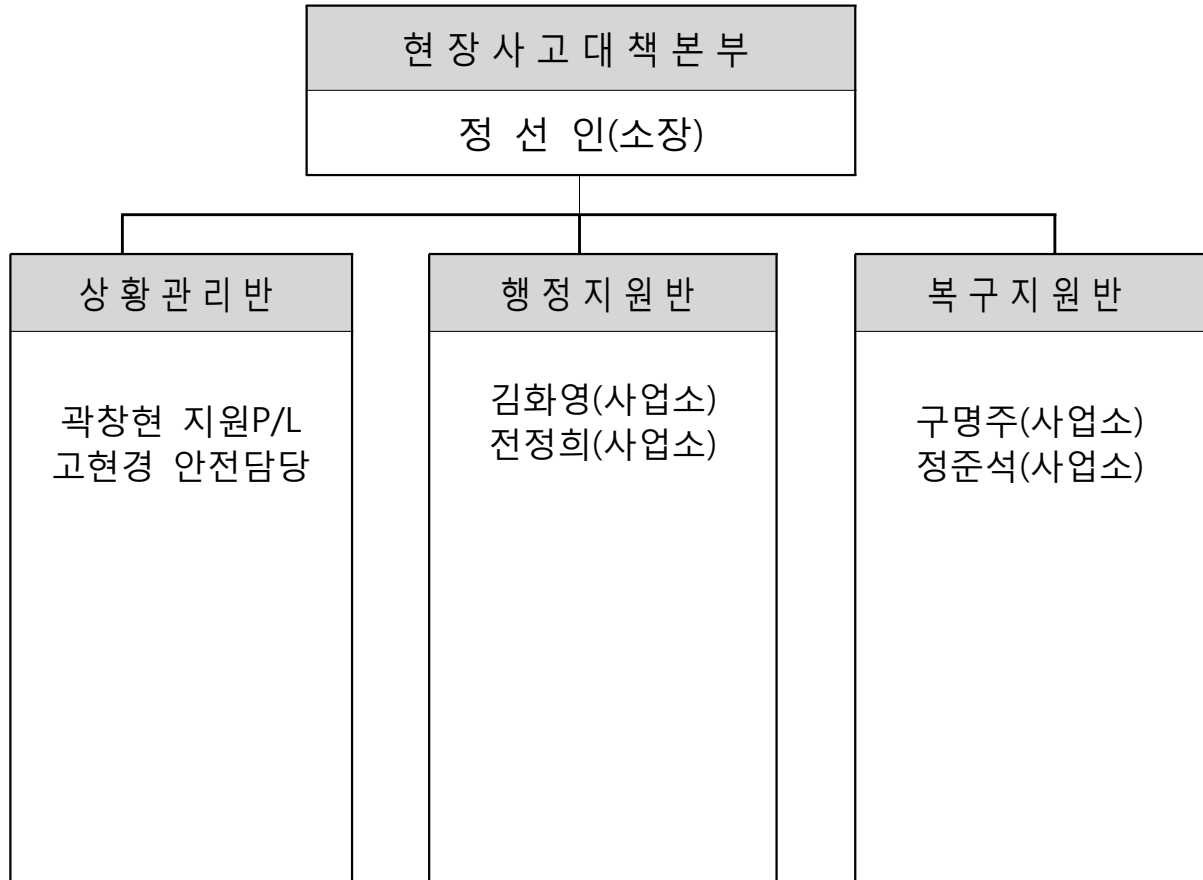 현장사고대책본부
정 선 인(소장)
상황관리반
곽창현 지원P/L
고현경 안전담당
행정지원반
김화영(사업소)
전정희(사업소)
복구지원반
구명주(사업소)
정준석(사업소)